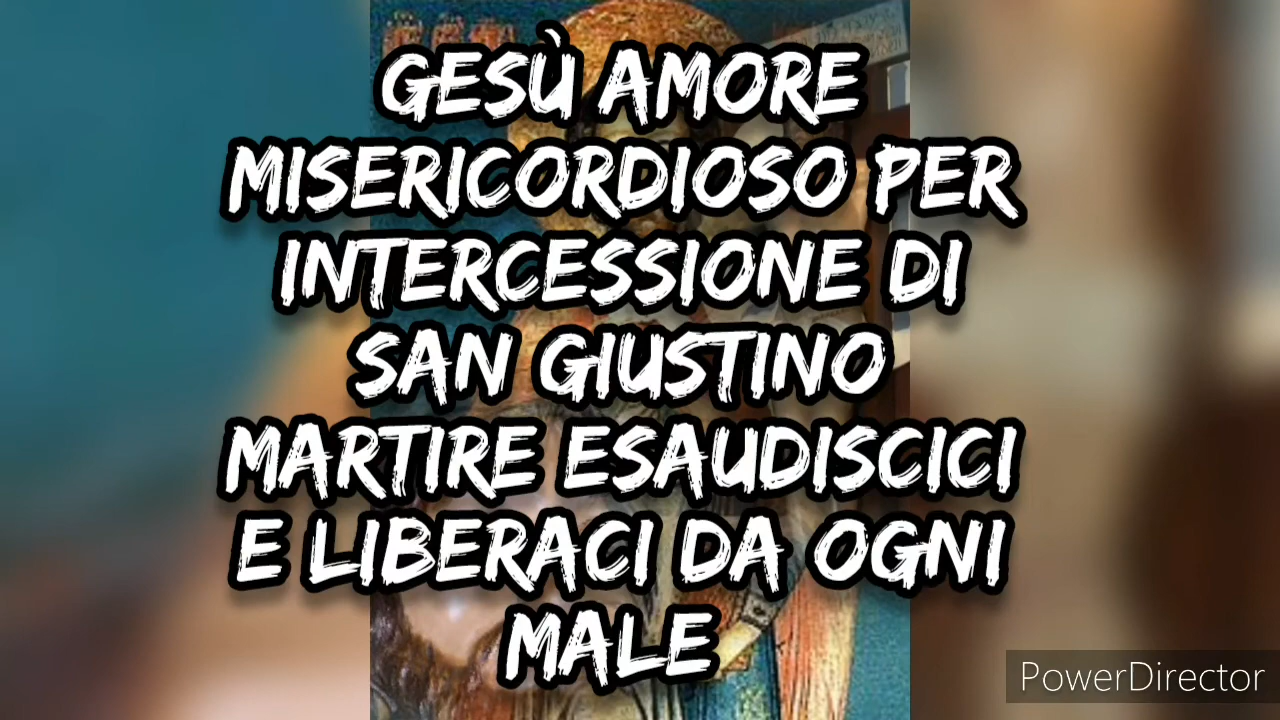 GESÙ AMORE
MISERICORDIOSO PER
INTERCESSIONE DI
SAN GIUSTINO
MARTIRE ESAUDISCICI
E LIBERACI DA OGNI
MALE
PowerDirector